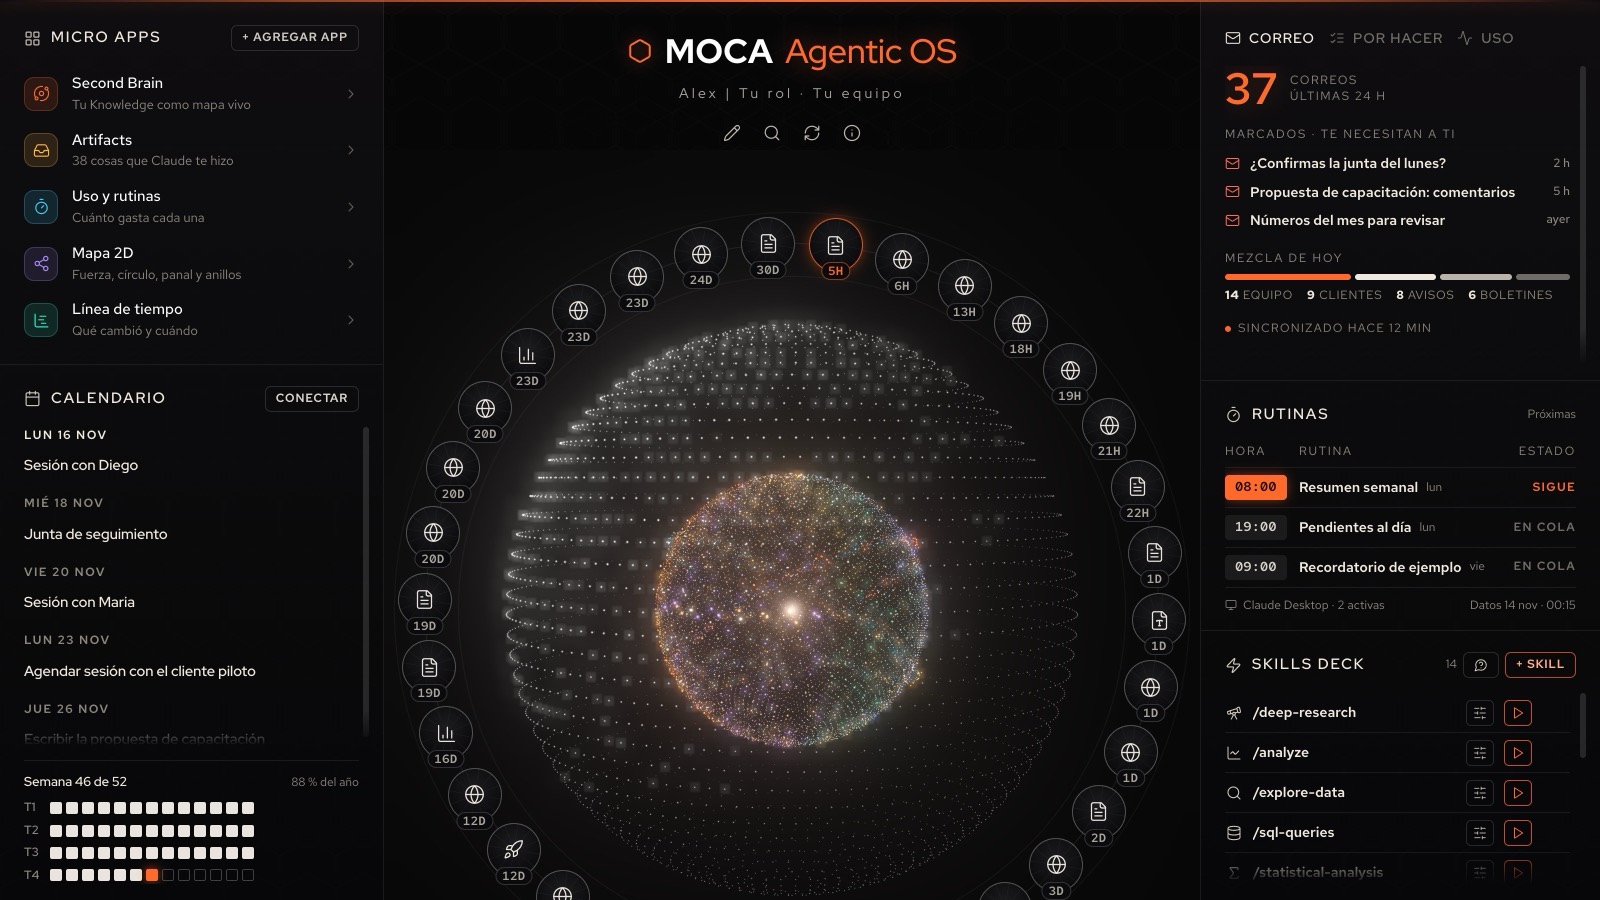 MICRO APPS
+ AGREGAR APP
Second Brain
Tu Knowledge como mapa vivo
Artifacts
38 cosas que Claude te hizo
Uso y rutinas
Cuánto gasta cada una
Mapa 2D
Fuerza, círculo, panal y anillos
Línea de tiempo
Qué cambió y cuándo
CALENDARIO
CONECTAR
LUN 16 NOV
Sesión con Diego
MIÉ 18 NOV
Junta de seguimiento
VIE 20 NOV
Sesión con Maria
LUN 23 NOV
Agendar sesión con el cliente piloto
JUE 26 NOV
Escribir la propuesta de capacitación
Semana 46 de 52
88 % del año
T1
T2
T3
T4
MOCA Agentic OS
Alex | Tu rol · Tu equipo
30D
5H
6H
13H
18H
19H
21H
22H
1D
1D
1D
1D
2D
3D
24D
23D
23D
23D
20D
20D
20D
19D
19D
16D
12D
12D
CORREO
POR HACER
USO
37
CORREOS
ÚLTIMAS 24 H
MARCADOS · TE NECESITAN A TI
¿Confirmas la junta del lunes? 2 h
Propuesta de capacitación: comentarios 5 h
Números del mes para revisar ayer
MEZCLA DE HOY
14 EQUIPO 9 CLIENTES 8 AVISOS 6 BOLETINES
SINCRONIZADO HACE 12 MIN
RUTINAS
Próximas
HORA RUTINA ESTADO
08:00 Resumen semanal lun SIGUE
19:00 Pendientes al día lun EN COLA
09:00 Recordatorio de ejemplo vie EN COLA
Claude Desktop · 2 activas
Datos 14 nov · 00:15
SKILLS DECK
14
+ SKILL
/deep-research
/analyze
/explore-data
/sql-queries
/statistical-analysis